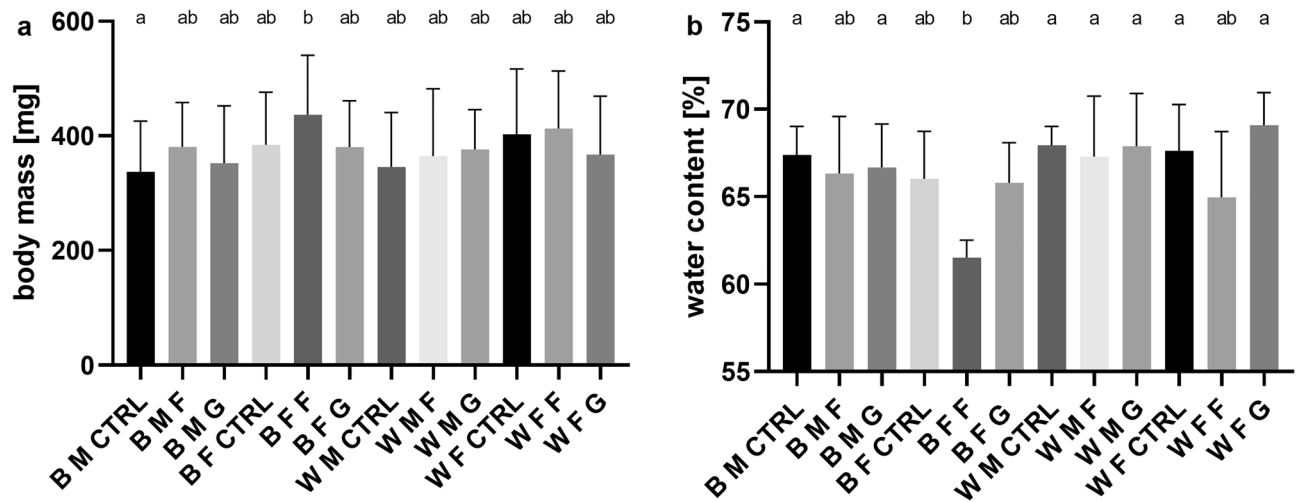 a
a ab ab ab b ab ab ab ab ab ab ab
body mass [mg]
600
400
200
0
B M CTRL
B M F
B M G
B F CTRL
B F F
B F G
W M CTRL
W M F
W M G
W F CTRL
W F F
W F G
b
a ab a ab b ab a a a a ab a
water content [%]
75
70
65
60
55
B M CTRL
B M F
B M G
B F CTRL
B F F
B F G
W M CTRL
W M F
W M G
W F CTRL
W F F
W F G